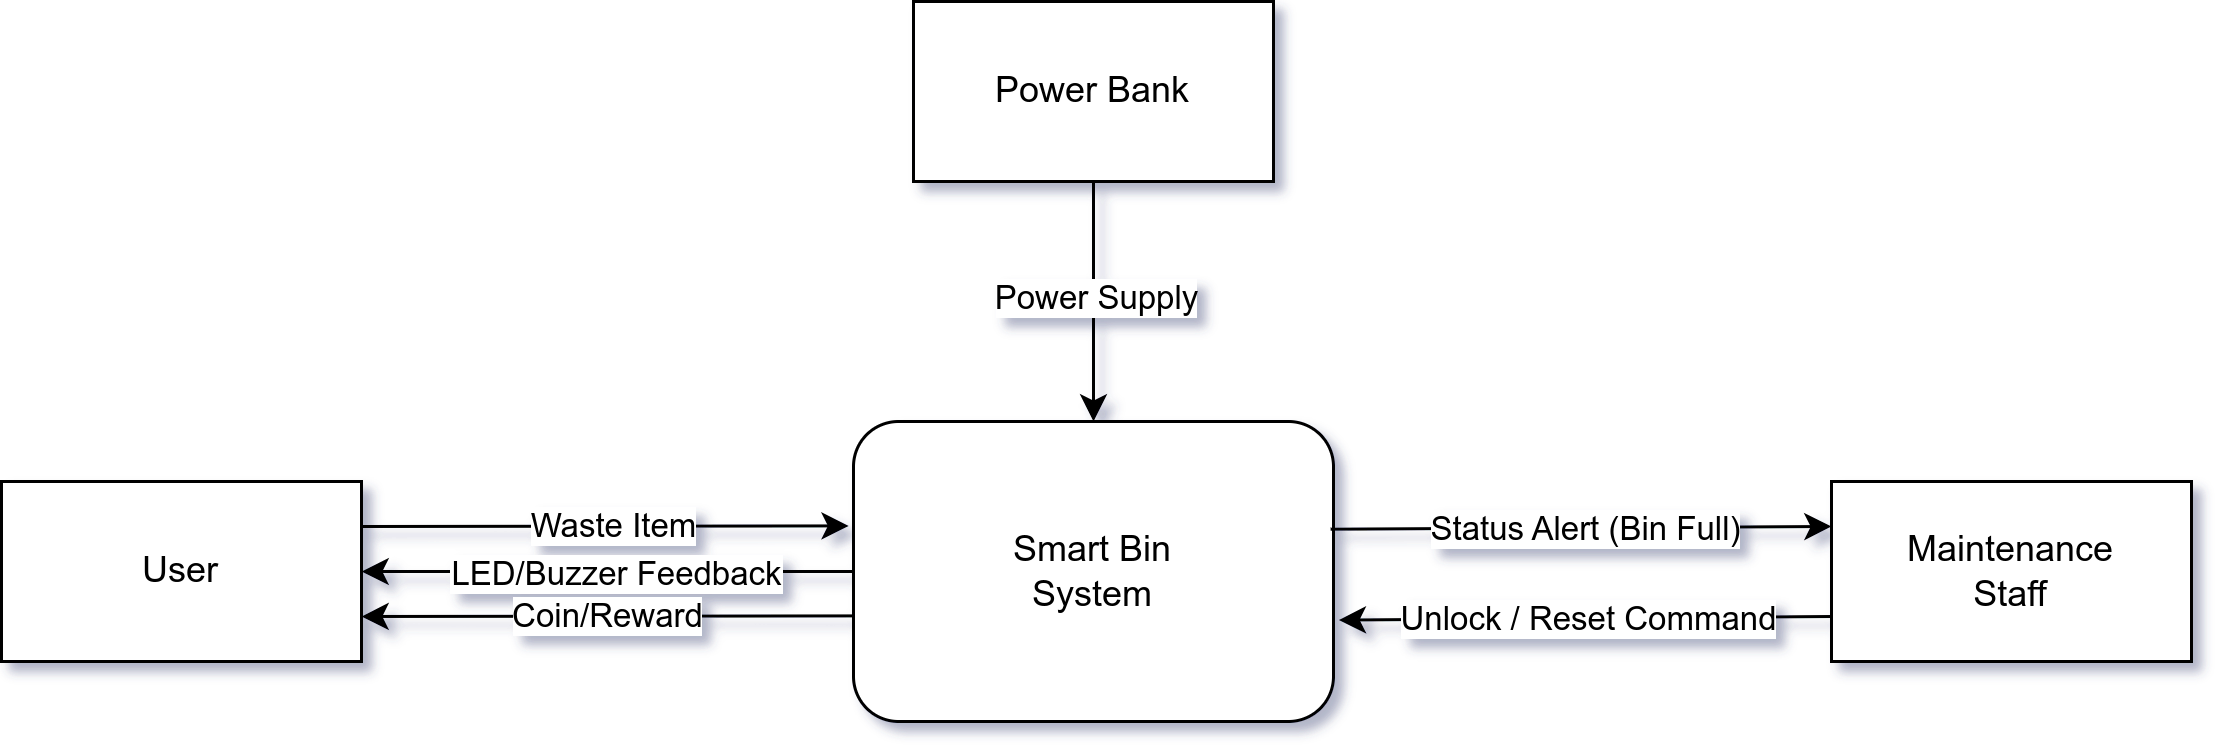 Power Bank
Power Supply
User
Waste Item
LED/Buzzer Feedback
Coin/Reward
Smart Bin
System
Status Alert (Bin Full)
Unlock / Reset Command
Maintenance
Staff